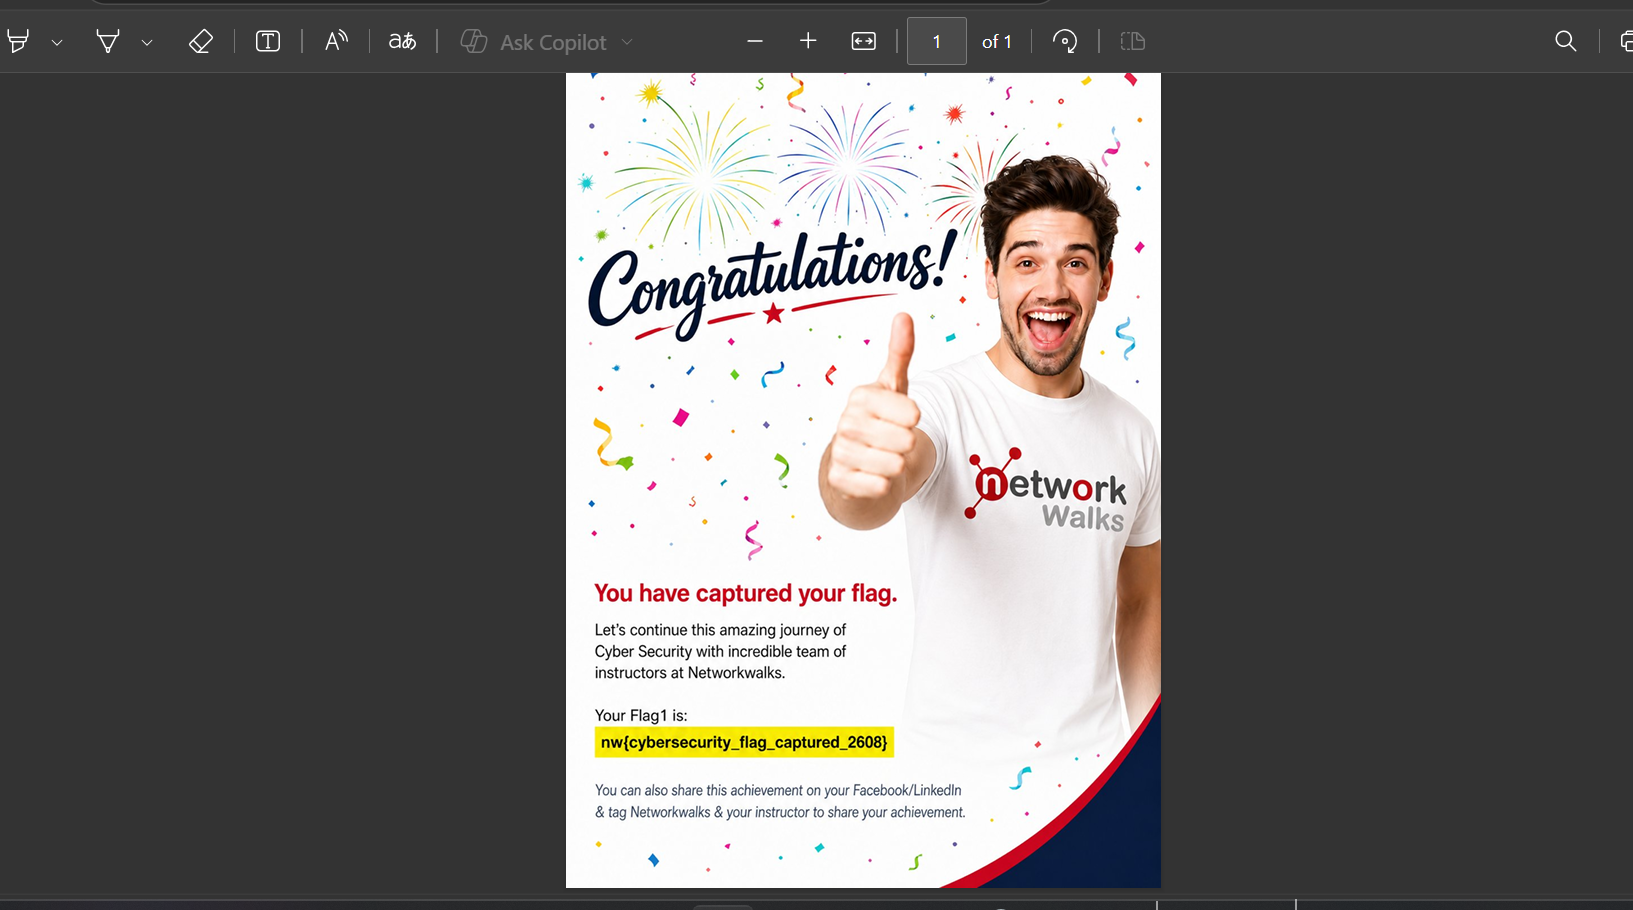 aあ
Ask Copilot
1
of 1
Congratulations!
network
Walks
You have captured your flag.
Let's continue this amazing journey of
Cyber Security with incredible team of
instructors at Networkwalks.
Your Flag1 is:
nw{cybersecurity_flag_captured_2608}
You can also share this achievement on your Facebook/LinkedIn
& tag Networkwalks & your instructor to share your achievement.